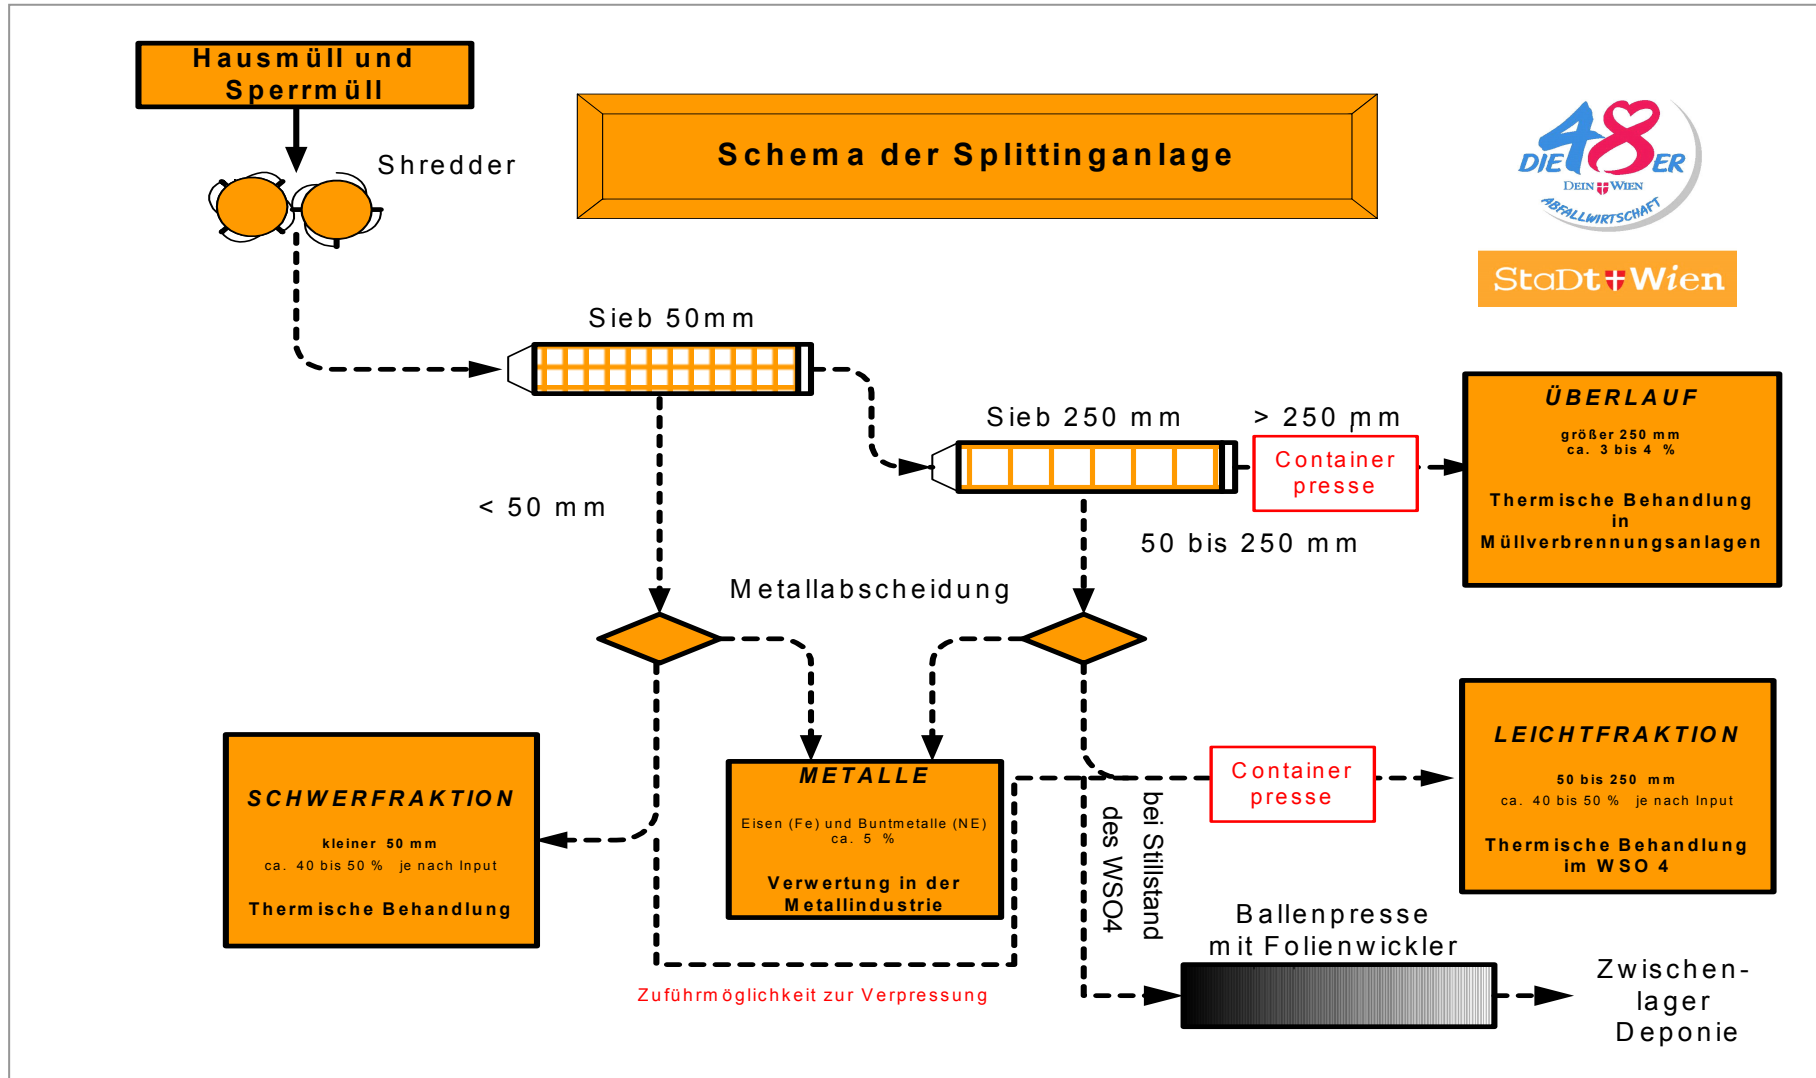 Hausmüll und
Sperrmüll
Shredder
Schema der Splittinganlage
DIE 48 ER
DEIN WIEN
ABFALLWIRTSCHAFT
StaDt Wien
Sieb 50mm
Sieb 250 mm
> 250 mm
Container
presse
ÜBERLAUF
größer 250 mm
ca. 3 bis 4 %
Thermische Behandlung
in
Müllverbrennungsanlagen
< 50 mm
50 bis 250 mm
Metallabscheidung
SCHWERFRAKTION
kleiner 50 mm
ca. 40 bis 50 % je nach Input
Thermische Behandlung
METALLE
Eisen (Fe) und Buntmetalle (NE)
ca. 5 %
Verwertung in der
Metallindustrie
bei Stillstand
des WSO4
Container
presse
LEICHTFRAKTION
50 bis 250 mm
ca. 40 bis 50 % je nach Input
Thermische Behandlung
im WSO 4
Zuführmöglichkeit zur Verpressung
Ballenpresse
mit Folienwickler
Zwischen-
lager
Deponie